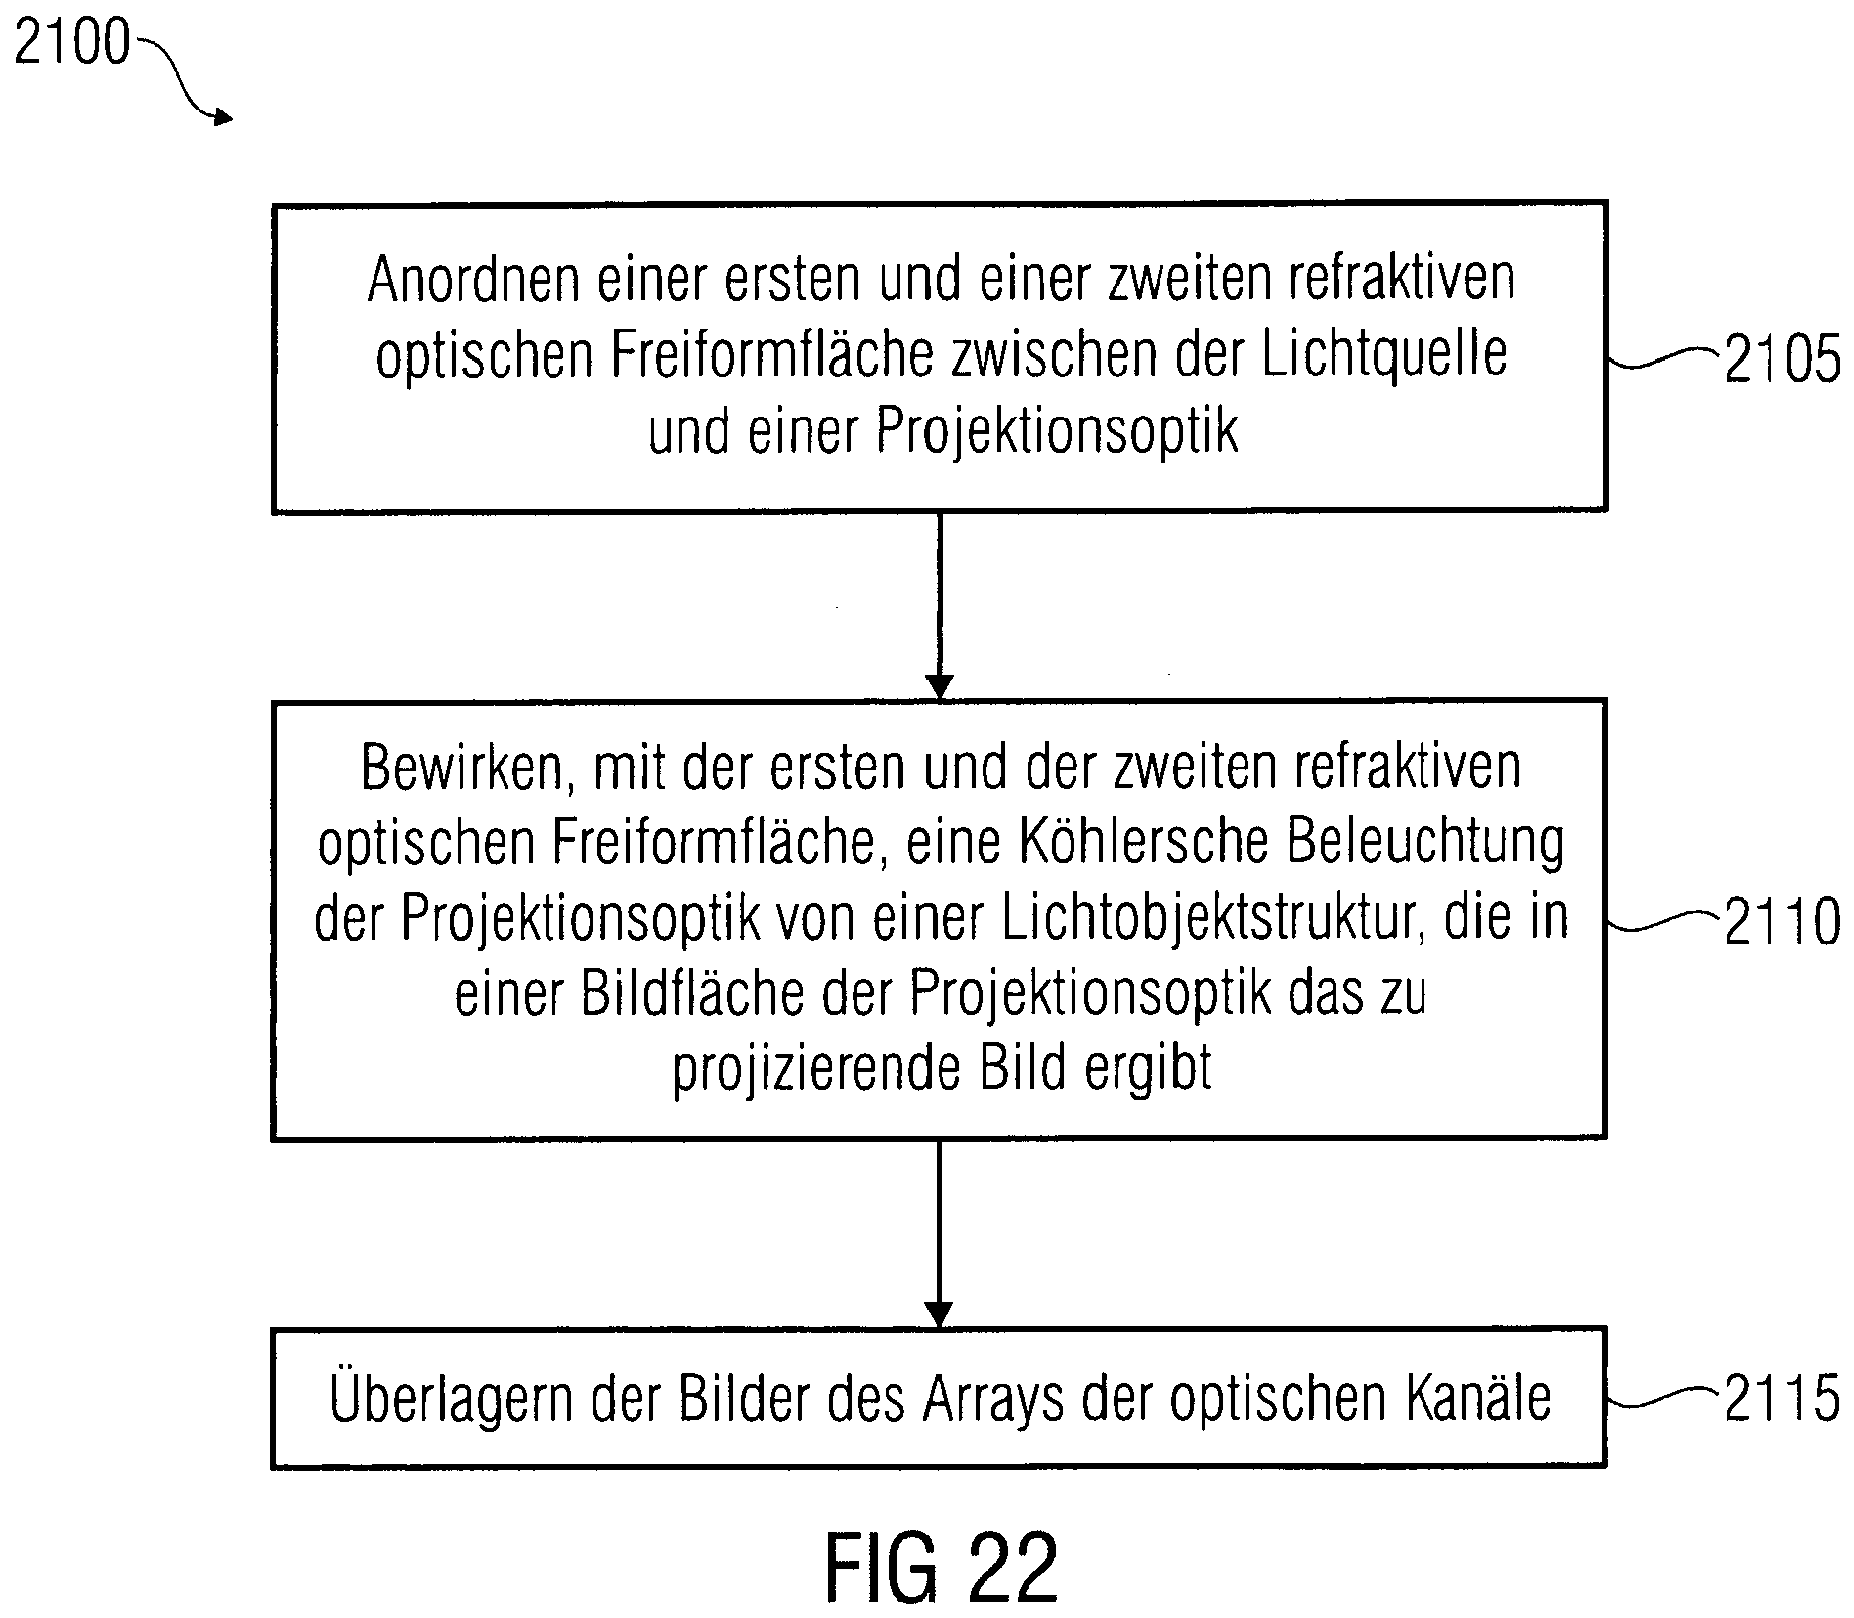 2100
Anordnen einer ersten und einer zweiten refraktiven
optischen Freiformfläche zwischen der Lichtquelle
und einer Projektionsoptik
2105
Bewirken, mit der ersten und der zweiten refraktiven
optischen Freiformfläche, eine Köhlersche Beleuchtung
der Projektionsoptik von einer Lichtobjektstruktur, die in
einer Bildfläche der Projektionsoptik das zu
projizierende Bild ergibt
2110
Überlagern der Bilder des Arrays der optischen Kanäle
2115
FIG 22